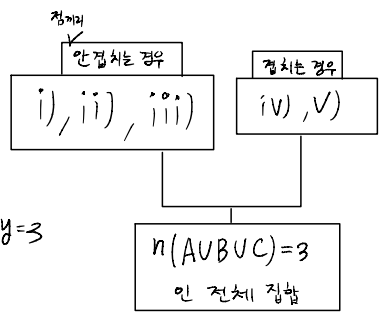 점끼리
안 겹치는 경우
겹치는 경우
i), ii), iii)
iv), v)
y=3
n(A∪B∪C)=3
인 전체 집합